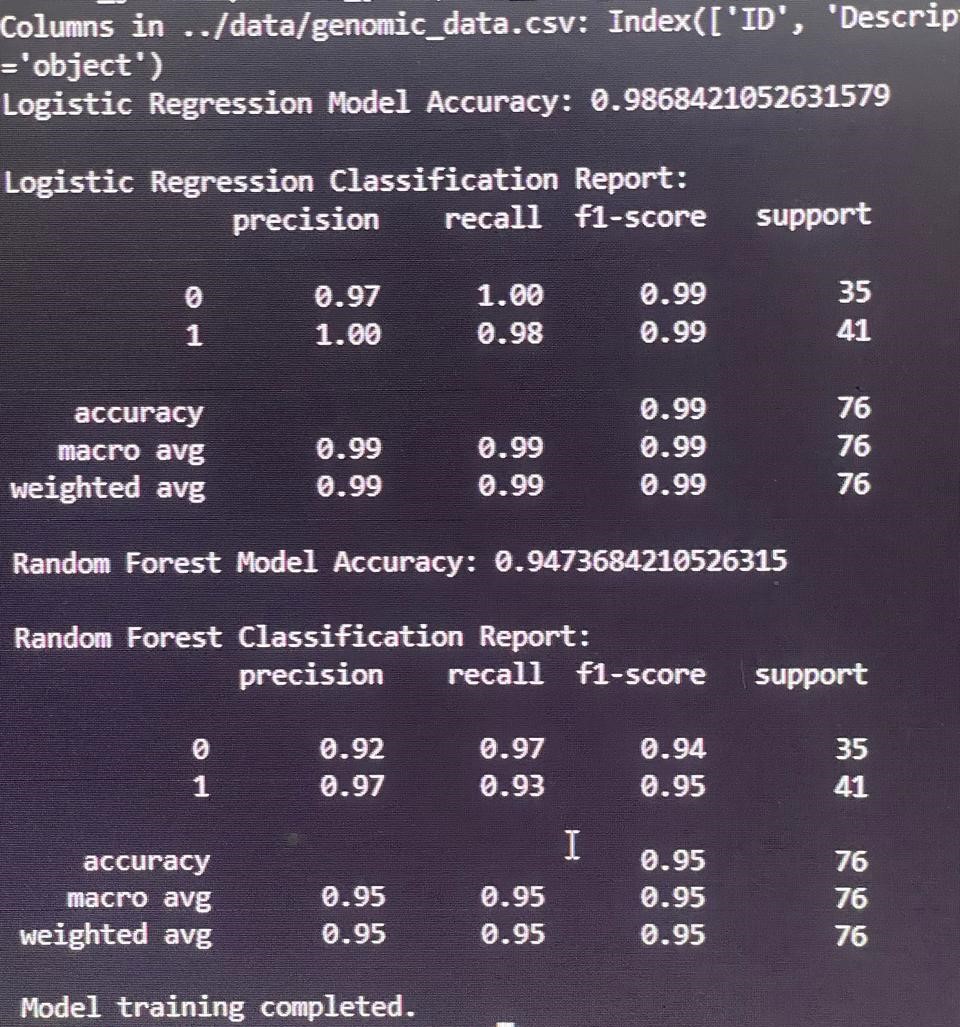 Columns in ../data/genomic_data.csv: Index(['ID', 'Descrip
='object')
Logistic Regression Model Accuracy: 0.9868421052631579
Logistic Regression Classification Report:
precision recall f1-score support
0 0.97 1.00 0.99 35
1 1.00 0.98 0.99 41
accuracy 0.99 76
macro avg 0.99 0.99 0.99 76
weighted avg 0.99 0.99 0.99 76
Random Forest Model Accuracy: 0.9473684210526315
Random Forest Classification Report:
precision recall f1-score support
0 0.92 0.97 0.94 35
1 0.97 0.93 0.95 41
accuracy 0.95 76
macro avg 0.95 0.95 0.95 76
weighted avg 0.95 0.95 0.95 76
Model training completed.